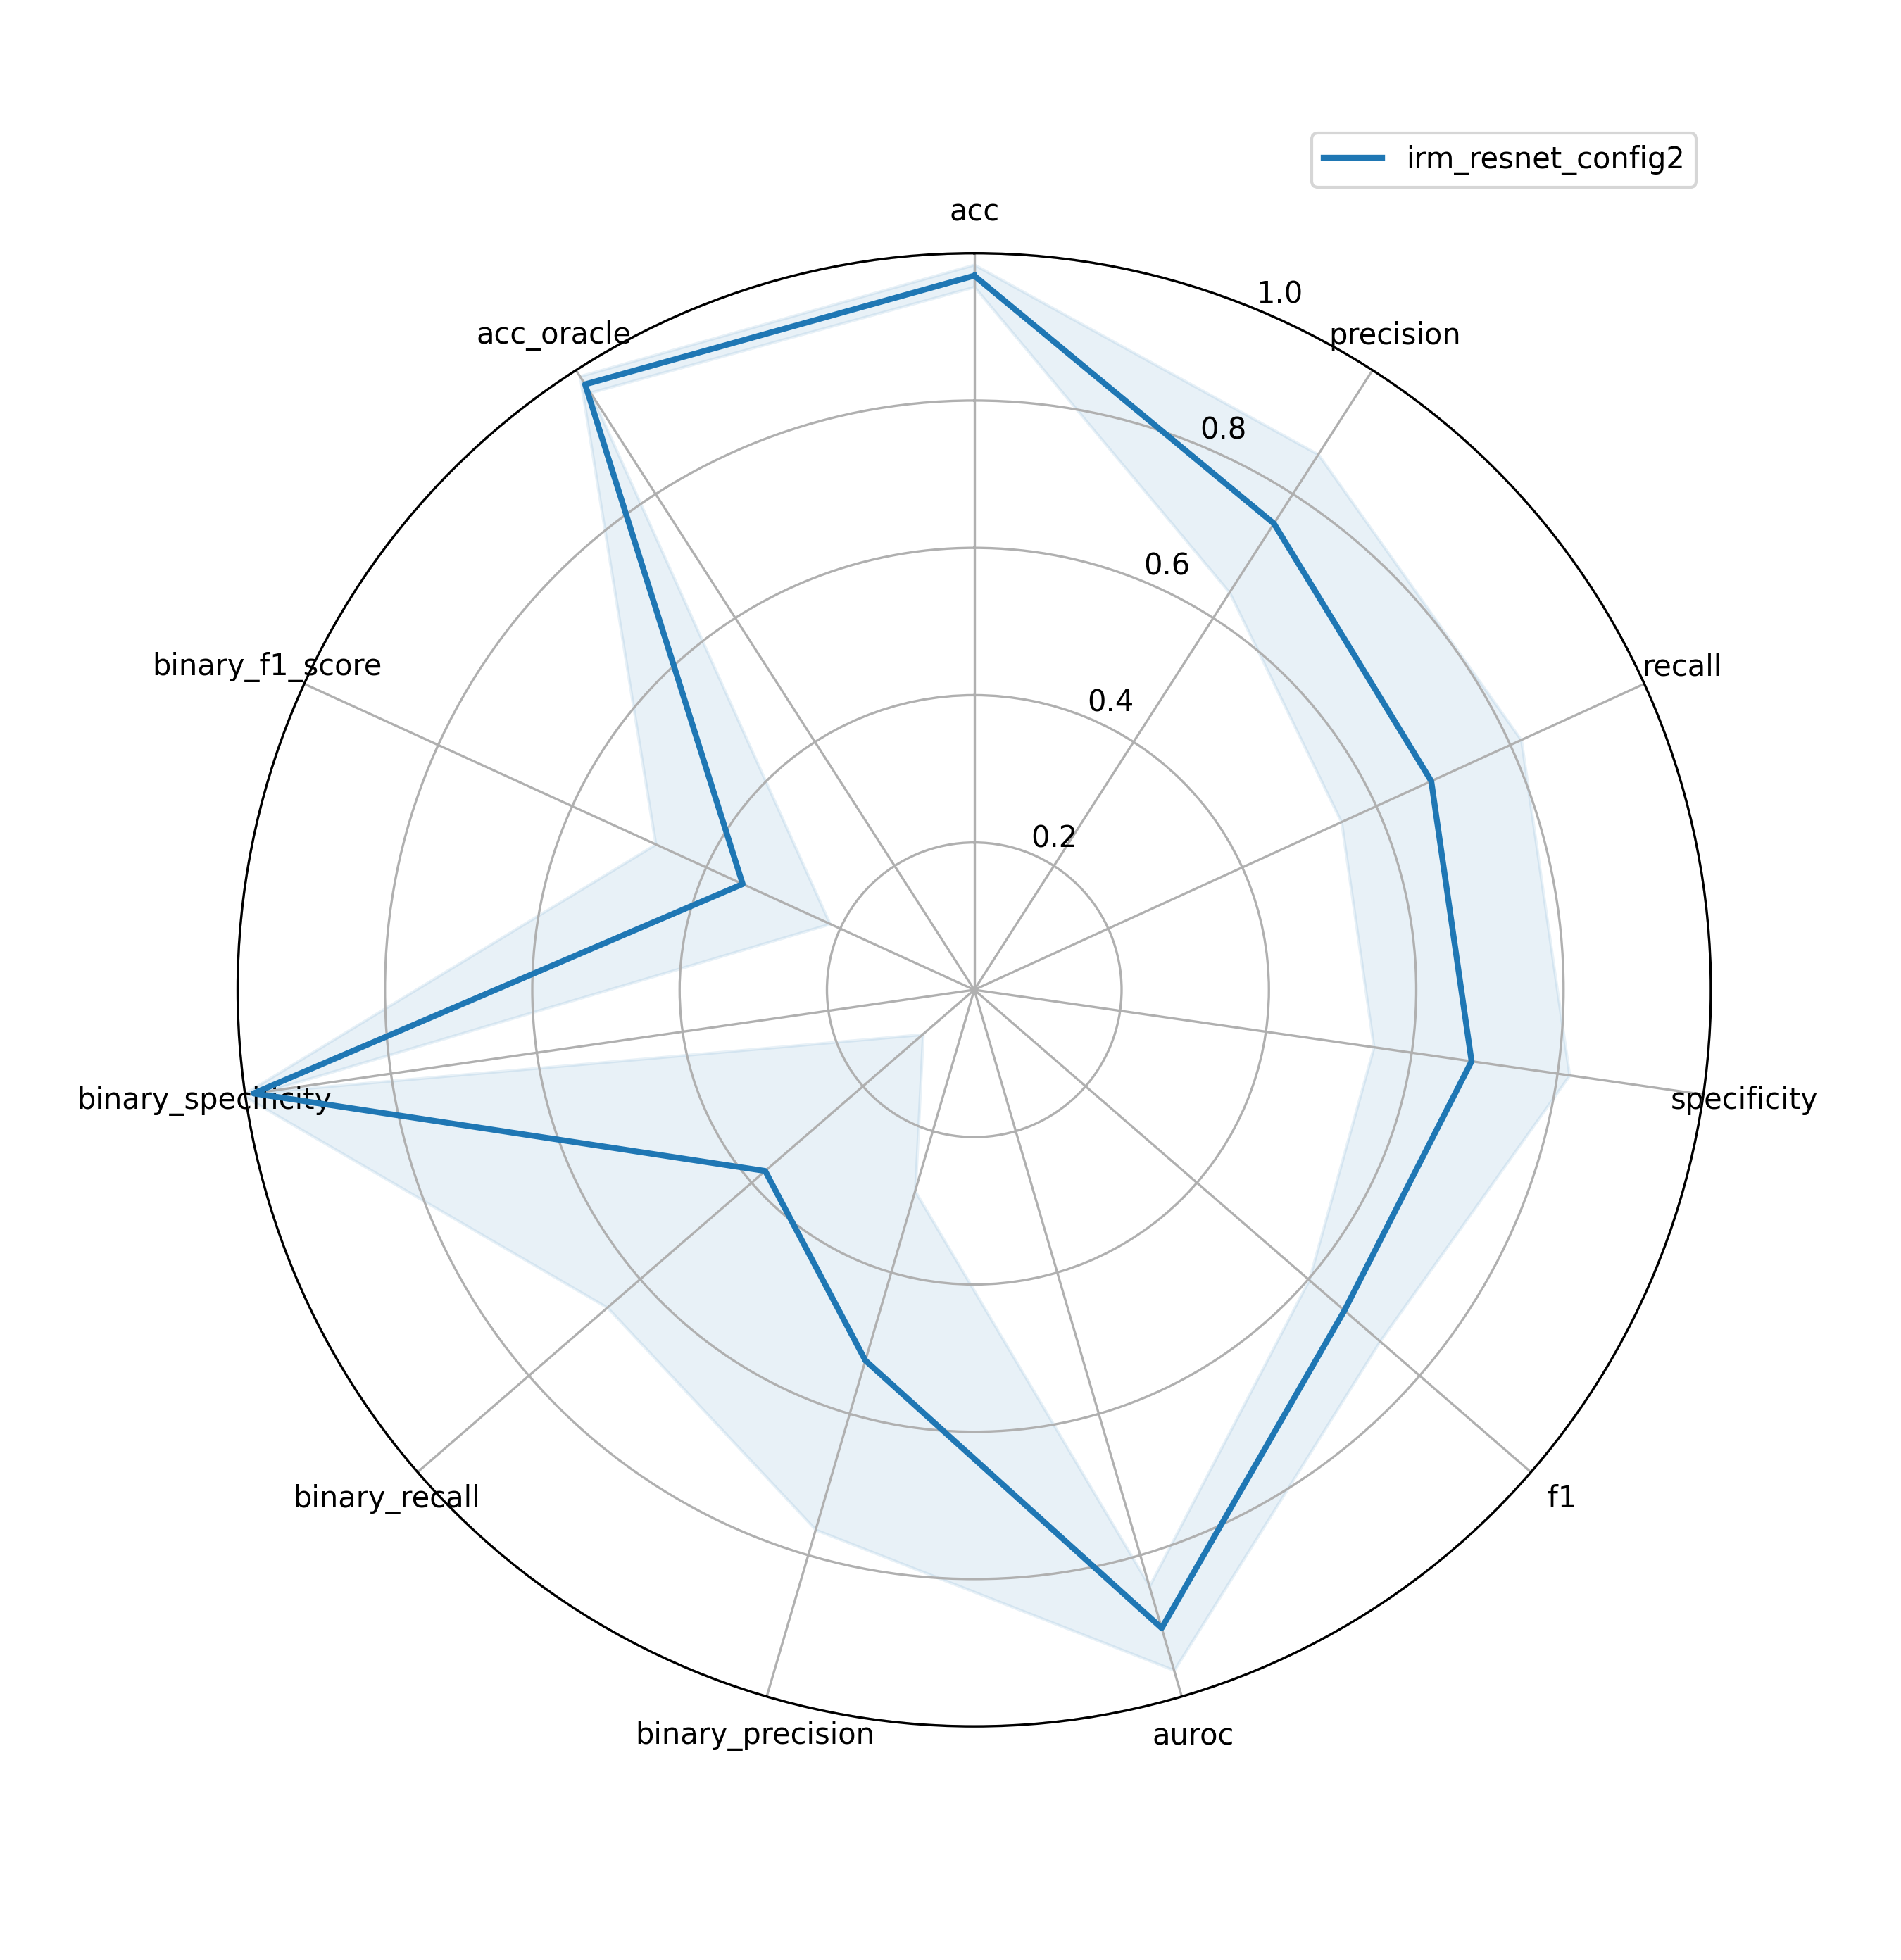 irm_resnet_config2
acc
1.0
precision
acc_oracle
0.8
0.6
binary_f1_score
recall
0.4
0.2
binary_specificity
specificity
binary_recall
f1
binary_precision
auroc